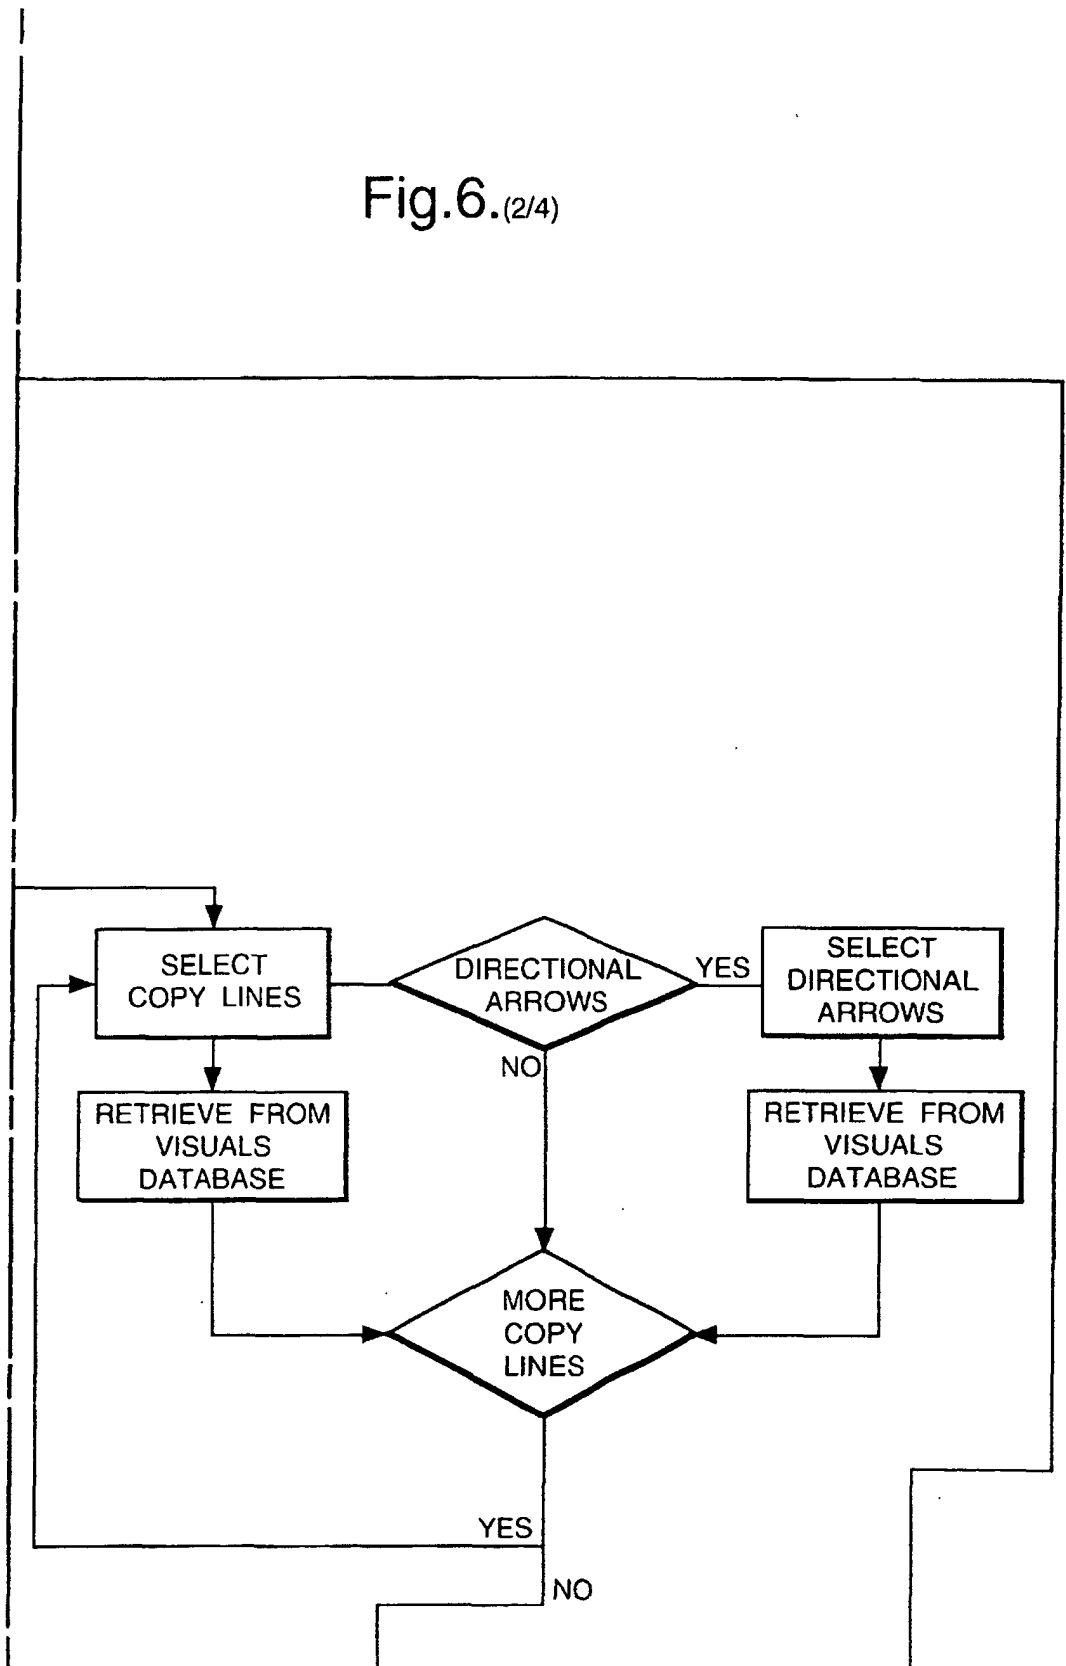 Fig.6.(2/4)
SELECT
COPY LINES
DIRECTIONAL
ARROWS
YES
SELECT
DIRECTIONAL
ARROWS
NO
RETRIEVE FROM
VISUALS
DATABASE
RETRIEVE FROM
VISUALS
DATABASE
MORE
COPY
LINES
YES
NO